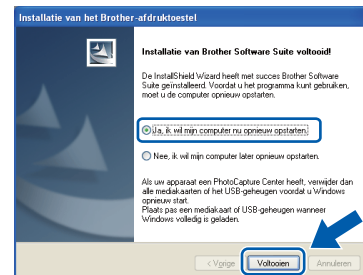 Installatie van het Brother-afdruktoestel
Installatie van Brother Software Suite voltooid!
De InstallShield Wizard heeft met succes Brother Software
Suite geïnstalleerd. Voordat u het programma kunt gebruiken,
moet u de computer opnieuw opstarten.
Ja, ik wil mijn computer nu opnieuw opstarten.
Nee, ik wil mijn computer later opnieuw opstarten.
Als uw apparaat een PhotoCapture Center heeft, verwijder dan
alle mediakaarten of het USB-geheugen voordat u Windows
opnieuw start.
Plaats pas een mediakaart of USB-geheugen wanneer
Windows volledig is geladen.
< Vorige Voltooien Annuleren